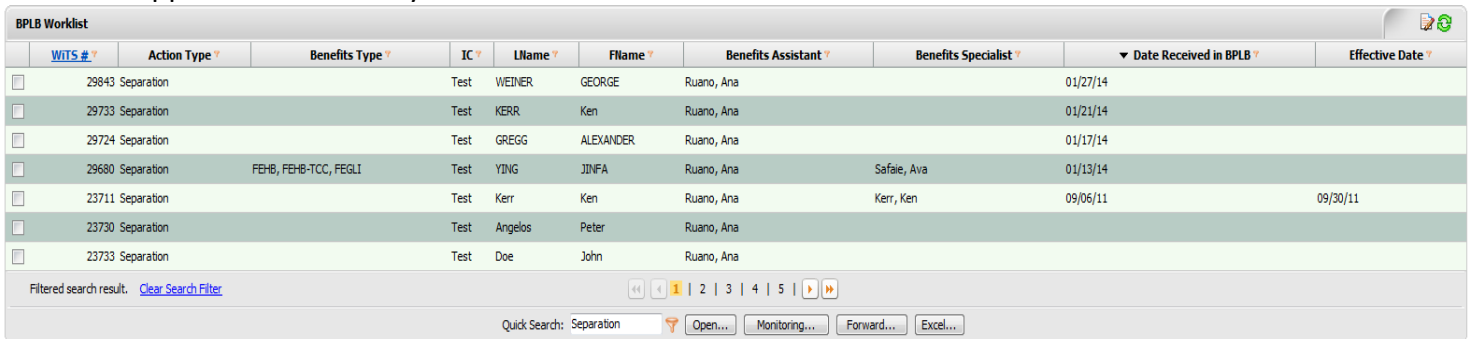 BPLB Worklist
WiTS # Action Type Benefits Type IC LName FName Benefits Assistant Benefits Specialist ▼ Date Received in BPLB Effective Date
29843 Separation Test WEINER GEORGE Ruano, Ana 01/27/14
29733 Separation Test KERR Ken Ruano, Ana 01/21/14
29724 Separation Test GREGG ALEXANDER Ruano, Ana 01/17/14
29680 Separation FEHB, FEHB-TCC, FEGLI Test YING JINFA Ruano, Ana Safaie, Ava 01/13/14
23711 Separation Test Kerr Ken Ruano, Ana Kerr, Ken 09/06/11 09/30/11
23730 Separation Test Angelos Peter Ruano, Ana
23733 Separation Test Doe John Ruano, Ana
Filtered search result. Clear Search Filter 1 | 2 | 3 | 4 | 5 |
Quick Search: Separation Open... Monitoring... Forward... Excel...